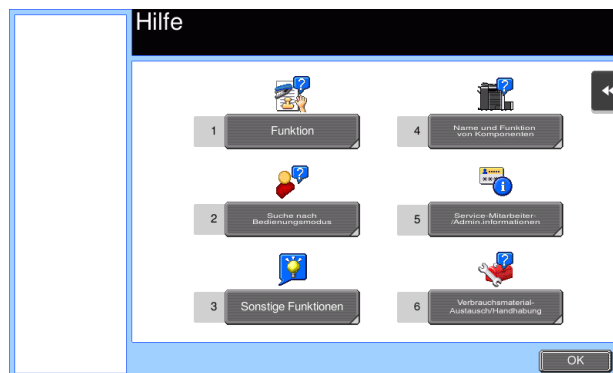 Hilfe
1 Funktion
4 Name und Funktion
von Komponenten
2 Suche nach
Bedienungsmodus
5 Service-Mitarbeiter-
/Admin.informationen
3 Sonstige Funktionen
6 Verbrauchsmaterial-
Austausch/Handhabung
OK